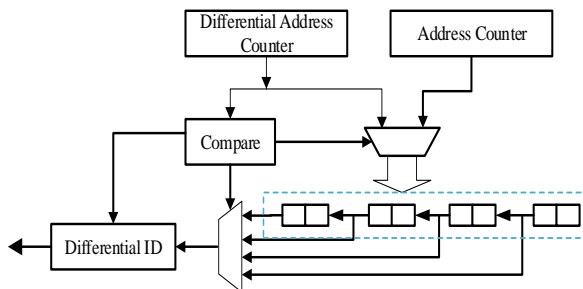 Differential Address
Counter
Address Counter
Compare
Differential ID